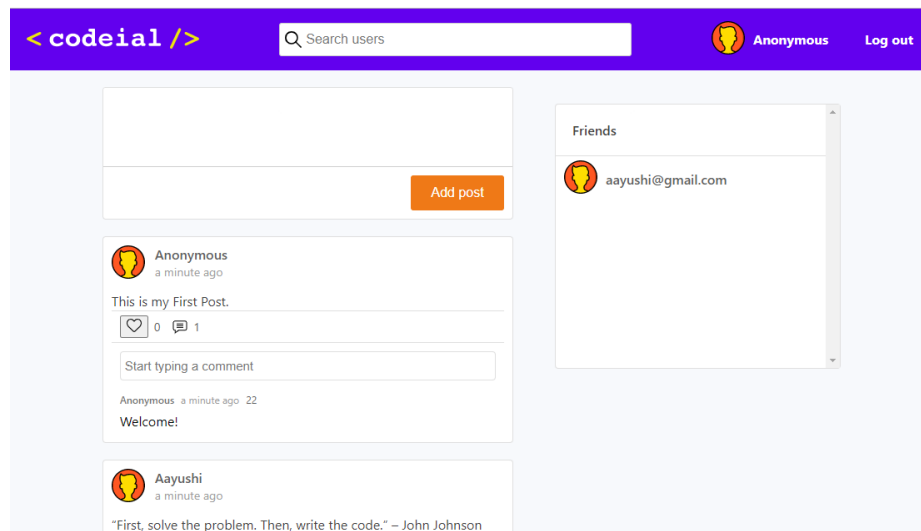 <codeial/>
Search users
Anonymous
Log out
Add post
Friends
aayushi@gmail.com
Anonymous
a minute ago
This is my First Post.
0 1
Start typing a comment
Anonymous a minute ago 22
Welcome!
Aayushi
a minute ago
“First, solve the problem. Then, write the code.” – John Johnson